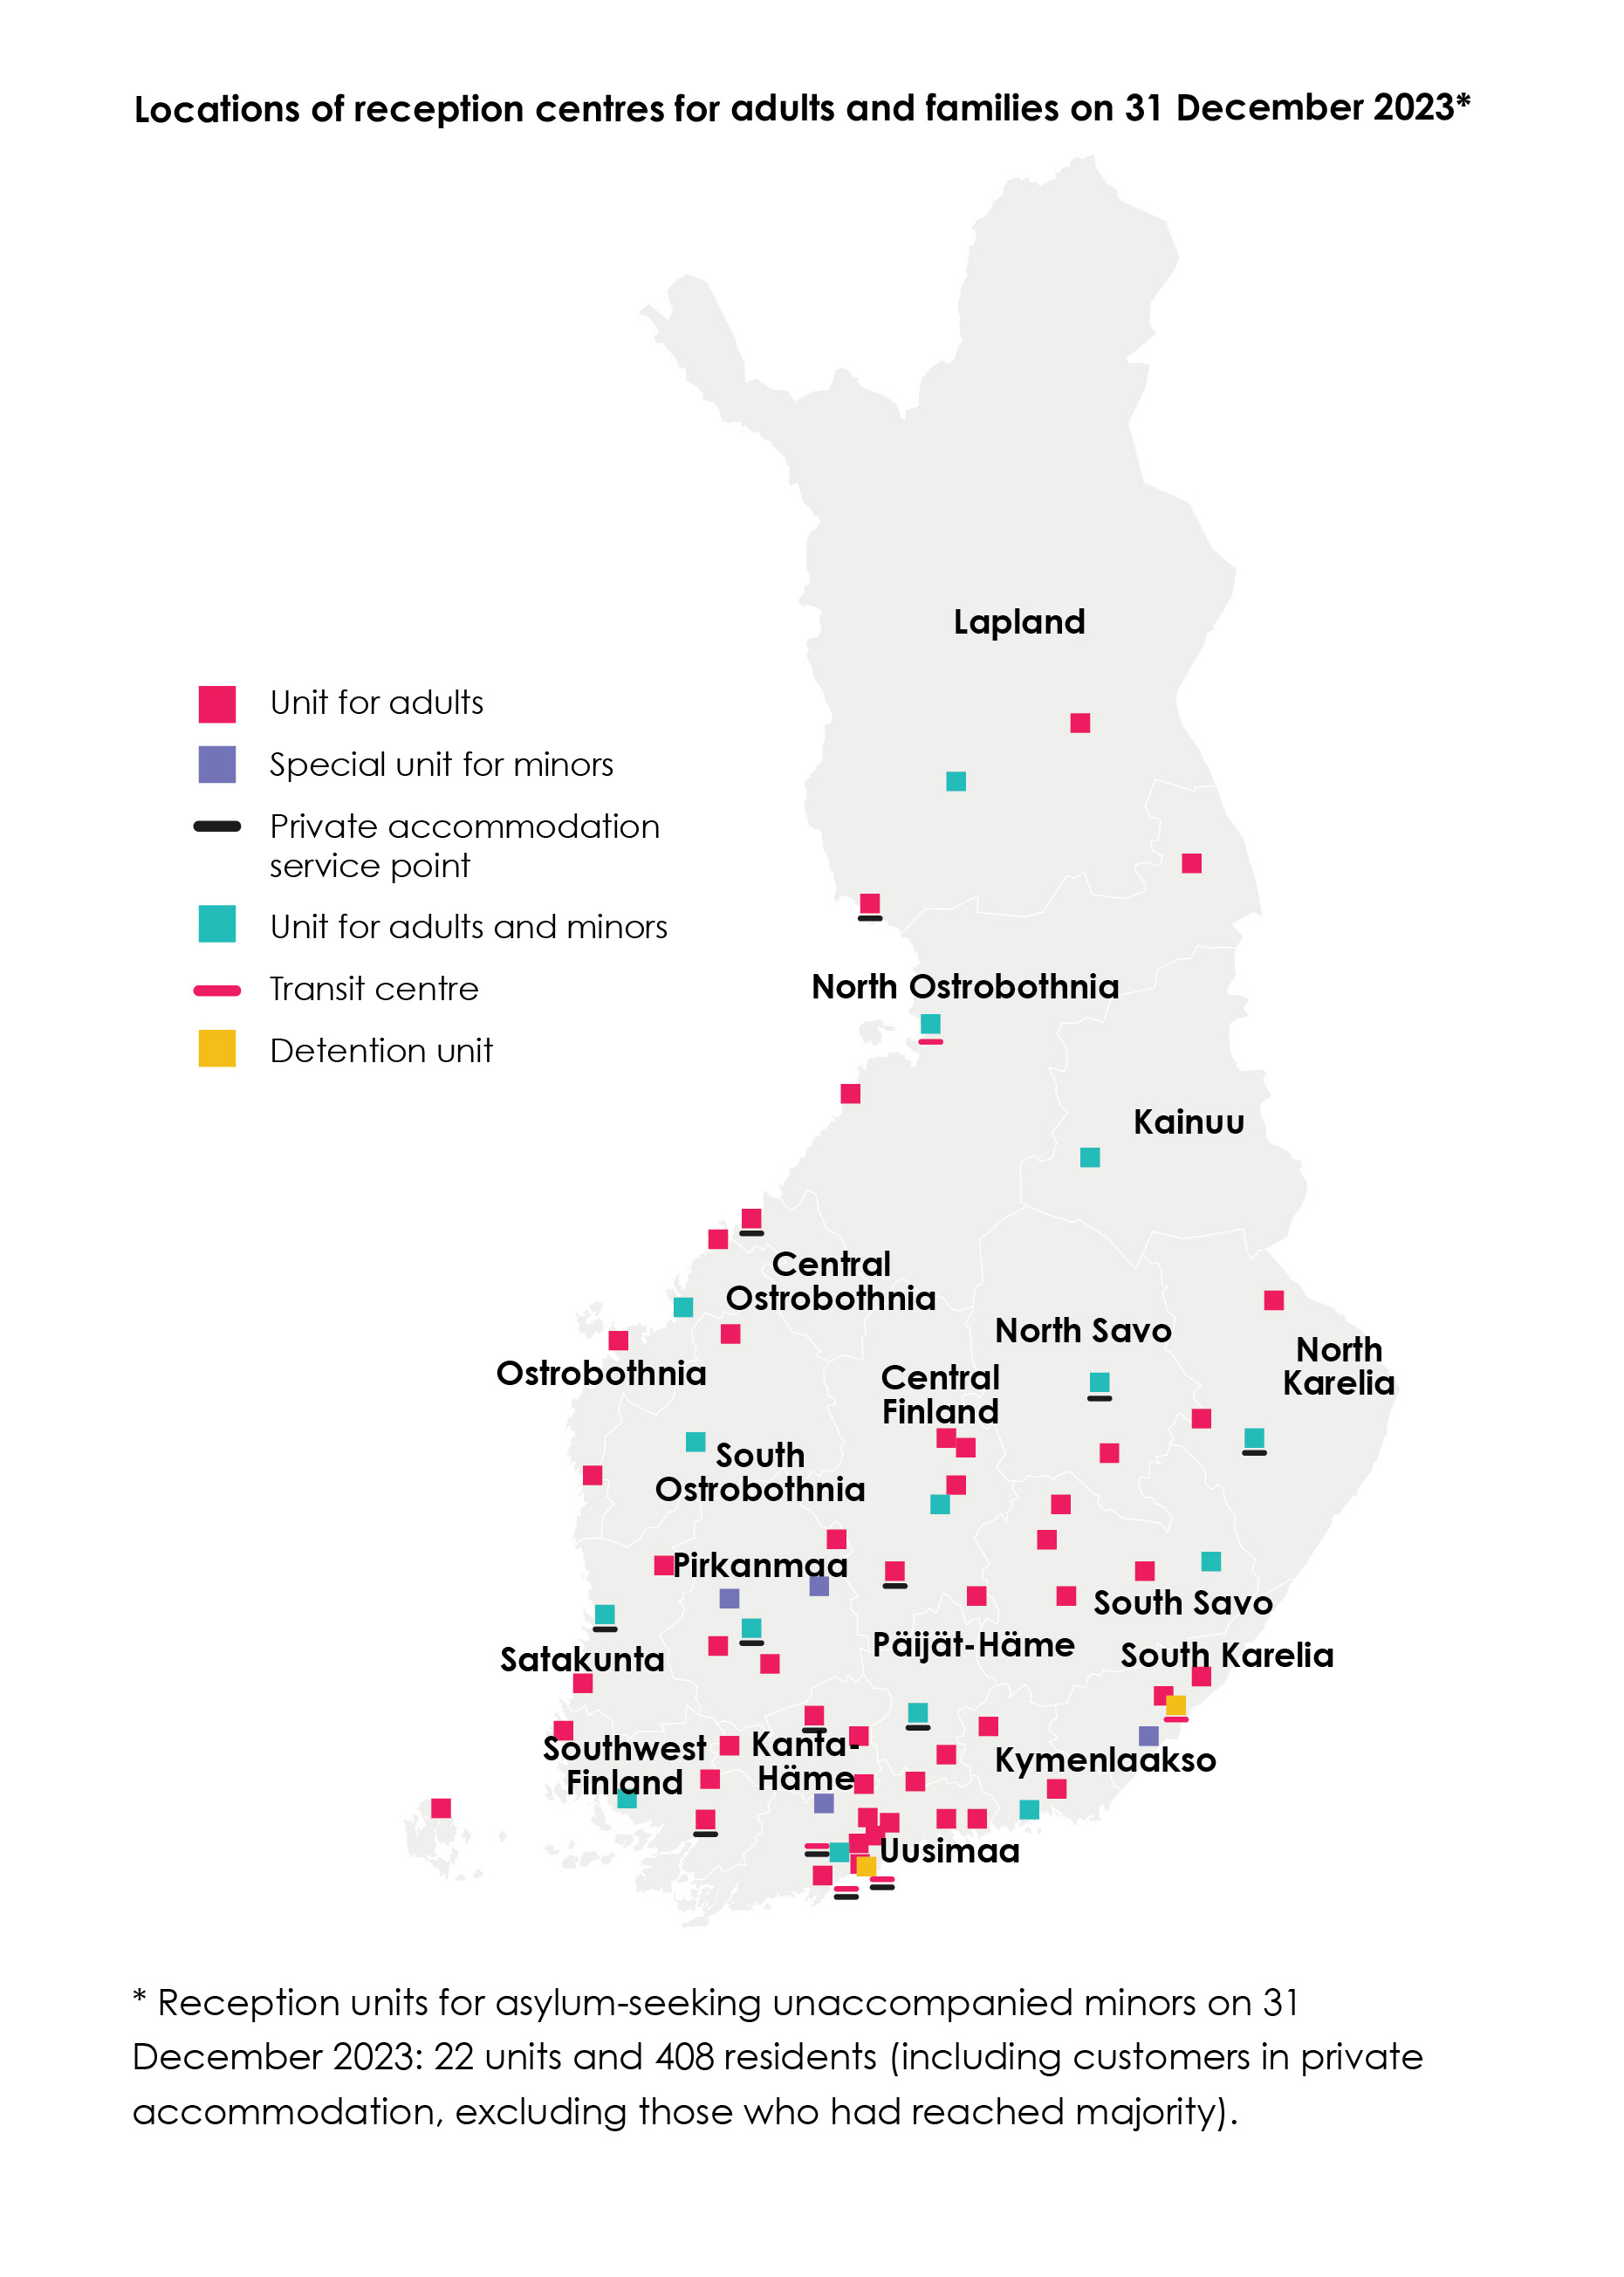 Locations of reception centres for adults and families on 31 December 2023*
Lapland
Unit for adults
Special unit for minors
Private accommodation
service point
Unit for adults and minors
Transit centre
Detention unit
North Ostrobothnia
Kainuu
Central
Ostrobothnia
North Savo
North
Karelia
Ostrobothnia
Central
Finland
South
Ostrobothnia
Pirkanmaa
South Savo
Päijät-Häme
South Karelia
Satakunta
Southwest
Finland
Kanta-
Häme
Kymenlaakso
Uusimaa
* Reception units for asylum-seeking unaccompanied minors on 31
December 2023: 22 units and 408 residents (including customers in private
accommodation, excluding those who had reached majority).